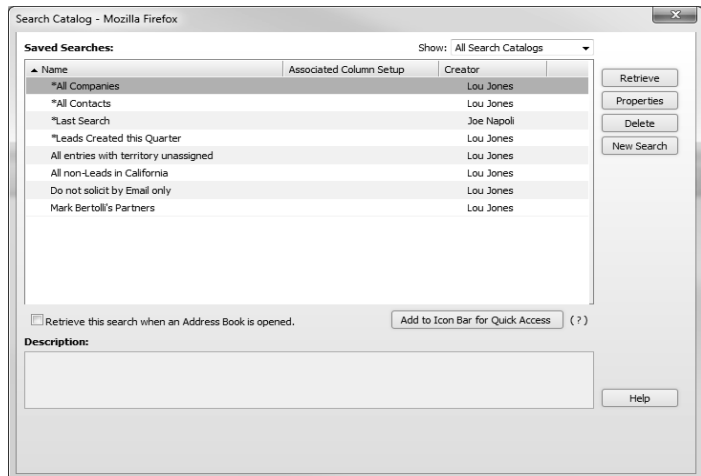 Search Catalog - Mozilla Firefox
Saved Searches:
Show: All Search Catalogs
Name Associated Column Setup Creator
*All Companies Lou Jones
*All Contacts Lou Jones
*Last Search Joe Napoli
*Leads Created this Quarter Lou Jones
All entries with territory unassigned Lou Jones
All non-Leads in California Lou Jones
Do not solicit by Email only Lou Jones
Mark Bertolli's Partners Lou Jones
Retrieve
Properties
Delete
New Search
Retrieve this search when an Address Book is opened.
Add to Icon Bar for Quick Access (?)
Description:
Help